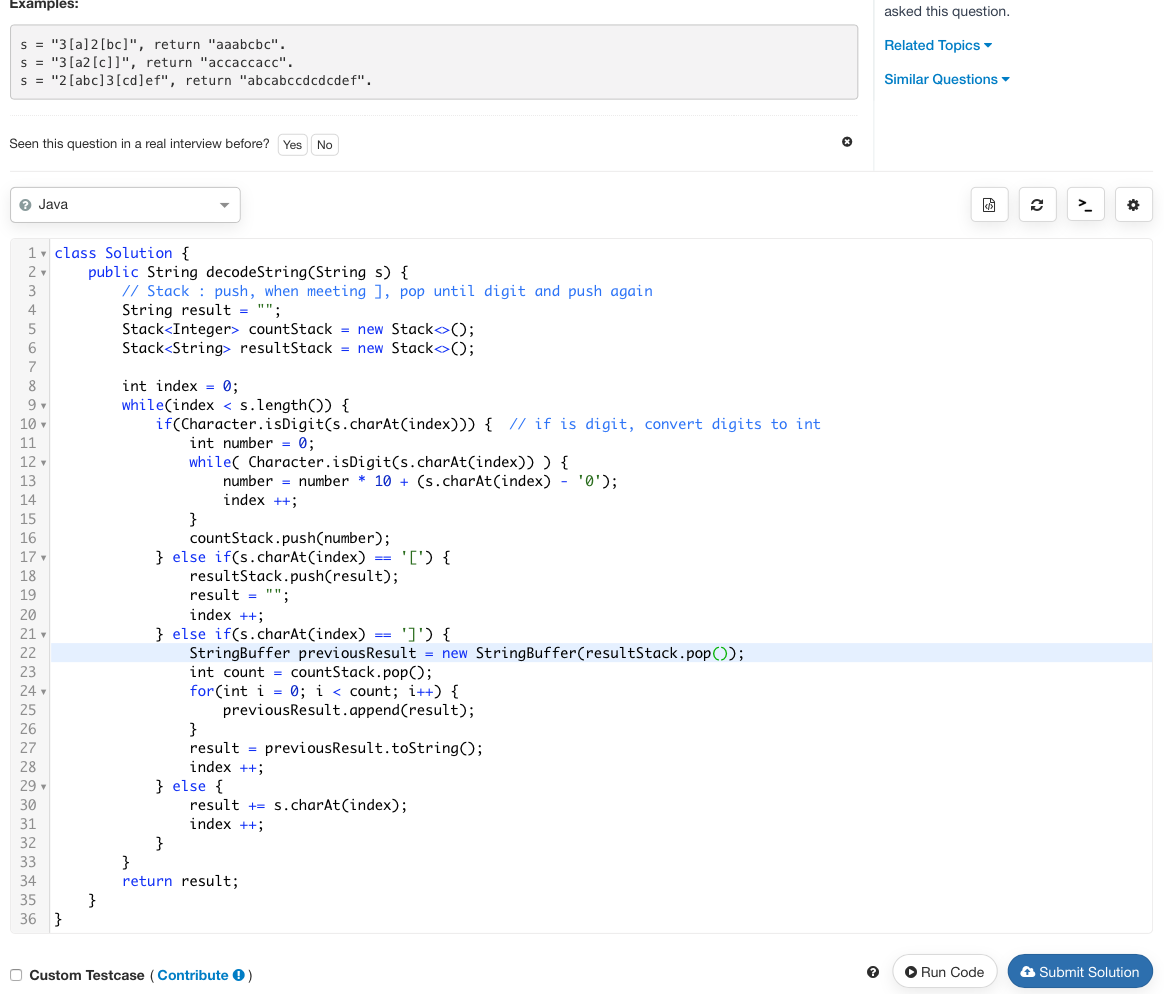 Examples:
asked this question.
s = "3[a]2[bc]", return "aaabcbc".
s = "3[a2[c]]", return "accaccacc".
s = "2[abc]3[cd]ef", return "abcabccdcdcdef".
Related Topics
Similar Questions
Seen this question in a real interview before? Yes No
Java
1 class Solution {
2     public String decodeString(String s) {
3         // Stack : push, when meeting ], pop until digit and push again
4         String result = "";
5         Stack<Integer> countStack = new Stack<>();
6         Stack<String> resultStack = new Stack<>();
7
8         int index = 0;
9         while(index < s.length()) {
10             if(Character.isDigit(s.charAt(index))) {  // if is digit, convert digits to int
11                 int number = 0;
12                 while( Character.isDigit(s.charAt(index)) ) {
13                     number = number * 10 + (s.charAt(index) - '0');
14                     index ++;
15                 }
16                 countStack.push(number);
17             } else if(s.charAt(index) == '[') {
18                 resultStack.push(result);
19                 result = "";
20                 index ++;
21             } else if(s.charAt(index) == ']') {
22                 StringBuffer previousResult = new StringBuffer(resultStack.pop());
23                 int count = countStack.pop();
24                 for(int i = 0; i < count; i++) {
25                     previousResult.append(result);
26                 }
27                 result = previousResult.toString();
28                 index ++;
29             } else {
30                 result += s.charAt(index);
31                 index ++;
32             }
33         }
34         return result;
35     }
36 }
Custom Testcase ( Contribute )
Run Code
Submit Solution